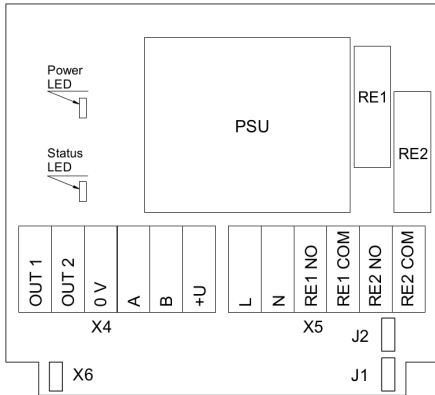 Power
LED
Status
LED
PSU
RE1
RE2
OUT 1
OUT 2
0 V
A
B
+U
L
N
RE1 NO
RE1 COM
RE2 NO
RE2 COM
X4
X5
J2
X6
J1